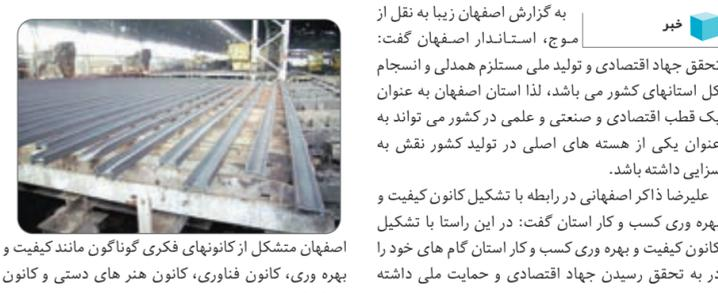 خبر
به گزارش اصفهان زیبا به نقل از
موج، استاندار اصفهان گفت:
تحقق جهاد اقتصادی و تولید ملی مستلزم همدلی و انسجام
کل استانهای کشور می باشد، لذا استان اصفهان به عنوان
یک قطب اقتصادی و صنعتی و علمی در کشور می تواند به
عنوان یکی از هسته های اصلی در تولید کشور نقش به
سزایی داشته باشد.
علیرضا ذاکر اصفهانی در رابطه با تشکیل کانون کیفیت و
بهره وری کسب و کار استان گفت: در این راستا با تشکیل
کانون کیفیت و بهره وری کسب و کار استان گام های خود را
در به تحقق رسیدن جهاد اقتصادی و حمایت ملی داشته
اصفهان متشکل از کانونهای فکری گوناگون مانند کیفیت و
بهره وری، کانون فناوری، کانون هنر های دستی و کانون